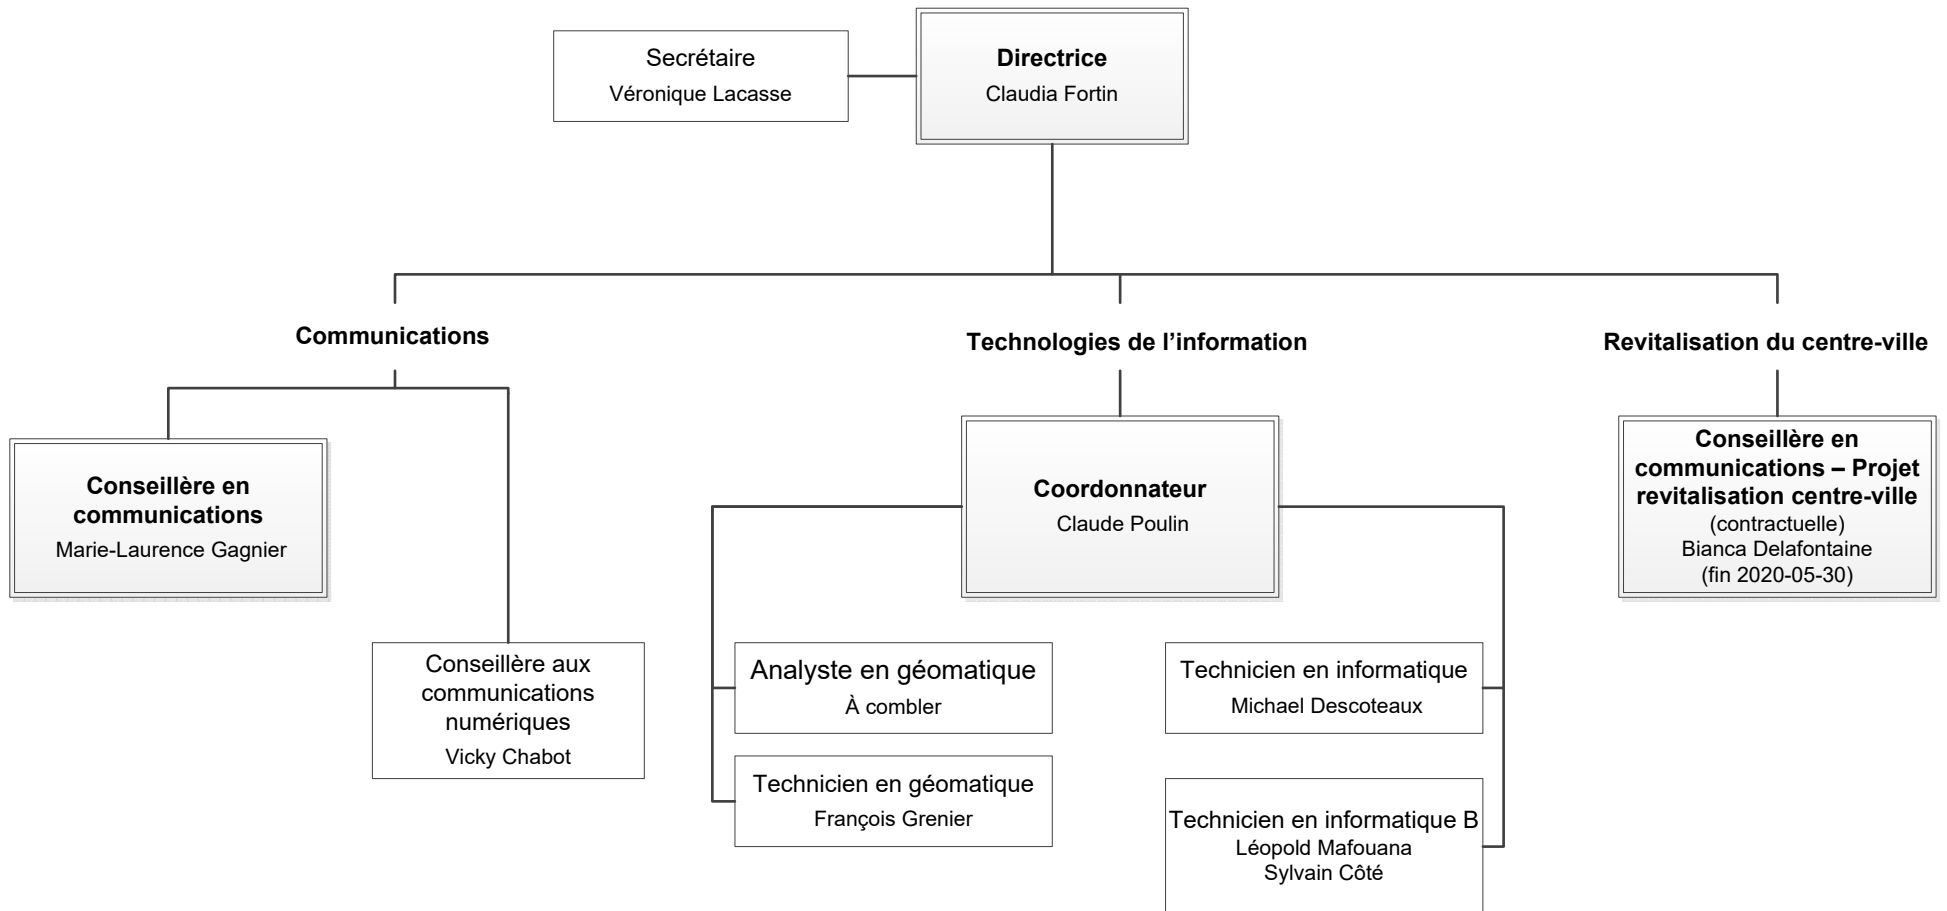 Secrétaire
Véronique Lacasse
Directrice
Claudia Fortin
Communications
Technologies de l’information
Revitalisation du centre-ville
Conseillère en
communications
Marie-Laurence Gagnier
Conseillère aux
communications
numériques
Vicky Chabot
Coordonnateur
Claude Poulin
Analyste en géomatique
À combler
Technicien en géomatique
François Grenier
Technicien en informatique
Michael Descoteaux
Technicien en informatique B
Léopold Mafouana
Sylvain Côté
Conseillère en
communications – Projet
revitalisation centre-ville
(contractuelle)
Bianca Delafontaine
(fin 2020-05-30)